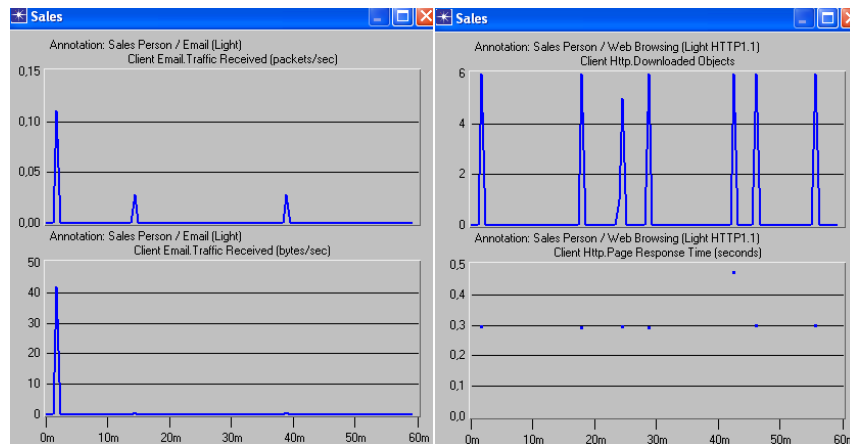 Sales
Annotation: Sales Person / Email (Light)
Client Email.Traffic Received (packets/sec)
0,15
0,10
0,05
0,00
Annotation: Sales Person / Email (Light)
Client Email.Traffic Received (bytes/sec)
50
40
30
20
10
0
0m 10m 20m 30m 40m 50m 60m
Sales
Annotation: Sales Person / Web Browsing (Light HTTP1.1)
Client Http.Downloaded Objects
6
4
2
0
Annotation: Sales Person / Web Browsing (Light HTTP1.1)
Client Http.Page Response Time (seconds)
0,5
0,4
0,3
0,2
0,1
0,0
0m 10m 20m 30m 40m 50m 60m